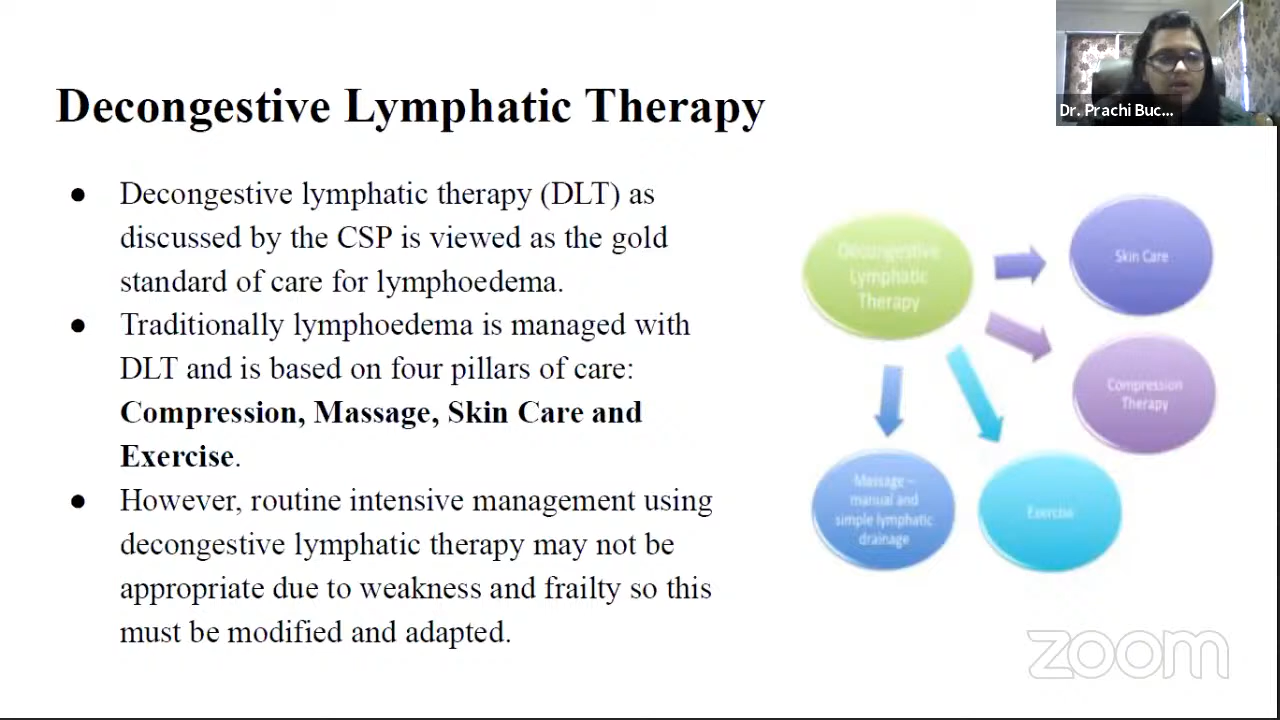 Dr. Prachi Buc...
Decongestive Lymphatic Therapy
● Decongestive lymphatic therapy (DLT) as
discussed by the CSP is viewed as the gold
standard of care for lymphoedema.
● Traditionally lymphoedema is managed with
DLT and is based on four pillars of care:
Compression, Massage, Skin Care and
Exercise.
● However, routine intensive management using
decongestive lymphatic therapy may not be
appropriate due to weakness and frailty so this
must be modified and adapted.
Decongestive
Lymphatic
Therapy
Skin Care
Compression
Therapy
Exercise
Massage –
manual and
simple lymphatic
drainage
zoom